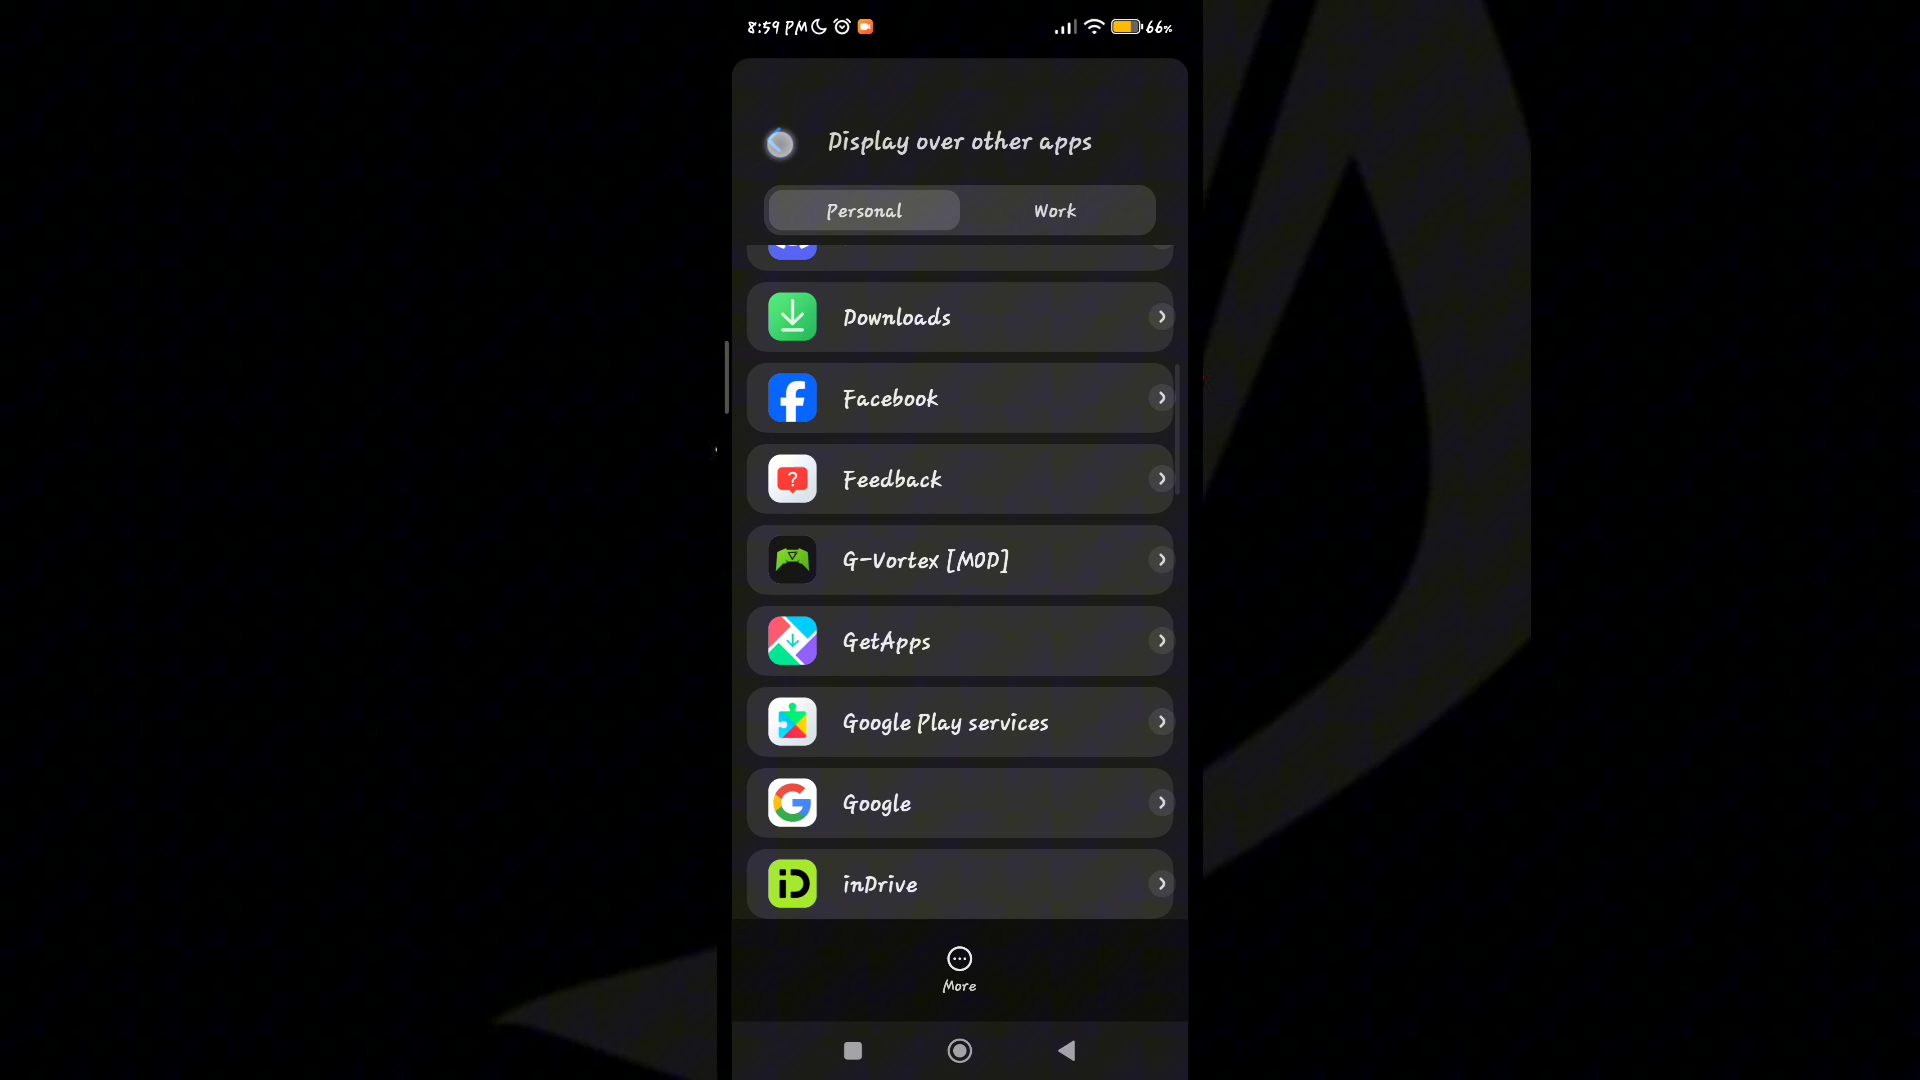 8:59 PM
66%
Display over other apps
Personal
Work
Downloads
Facebook
Feedback
G-Vortex [MOD]
GetApps
Google Play services
Google
iD inDrive
More